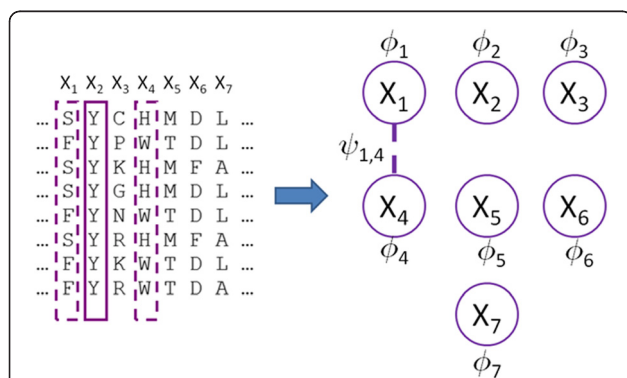 X₁ X₂ X₃ X₄ X₅ X₆ X₇
... S Y C H M D L ...
... F Y P W T D L ...
... S Y K H M F A ...
... S Y G H M D L ...
... F Y N W T D L ...
... S Y R H M F A ...
... F Y K W T D L ...
... F Y R W T D A ...
ϕ₁ ϕ₂ ϕ₃
X₁ X₂ X₃
ψ₁,₄
X₄ X₅ X₆
ϕ₄ ϕ₅ ϕ₆
X₇
ϕ₇